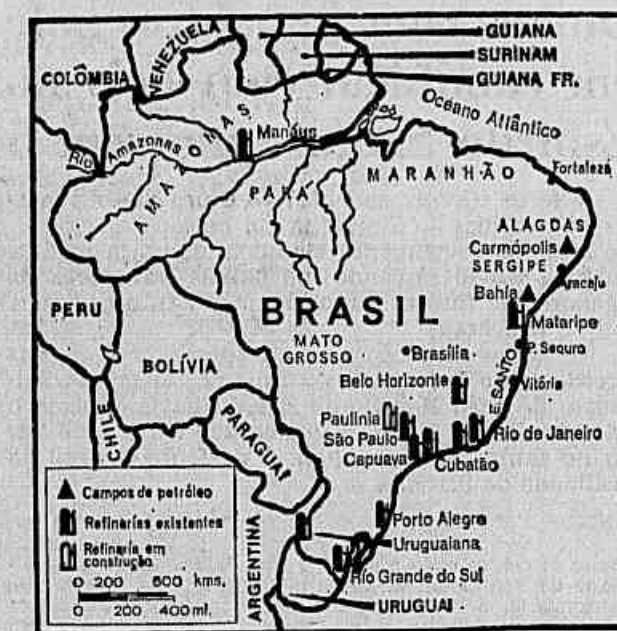 GUIANA
SURINAM
GUIANA FR.
VENEZUELA
COLÔMBIA
Oceano Atlântico
Manáus
Rio
Amazonas
AMAZONAS
PARÁ
MARANHÃO
Fortaleza
ALAGOAS
Carmópolis
SERGIPE
Aracaju
Bahia
PERU
BRASIL
Mataripe
MATO
GROSSO
Brasília
P. Seguro
BOLÍVIA
Belo Horizonte
E. SANTO
Vitória
CHILE
PARAGUAI
Paulinia
São Paulo
Rio de Janeiro
Capuava
Cubatão
Campos de petróleo
Refinarias existentes
Porto Alegre
Refinaria em
construção
ARGENTINA
Uruguaiana
Rio Grande do Sul
0 200 600 kms.
0 200 400 ml.
URUGUAI